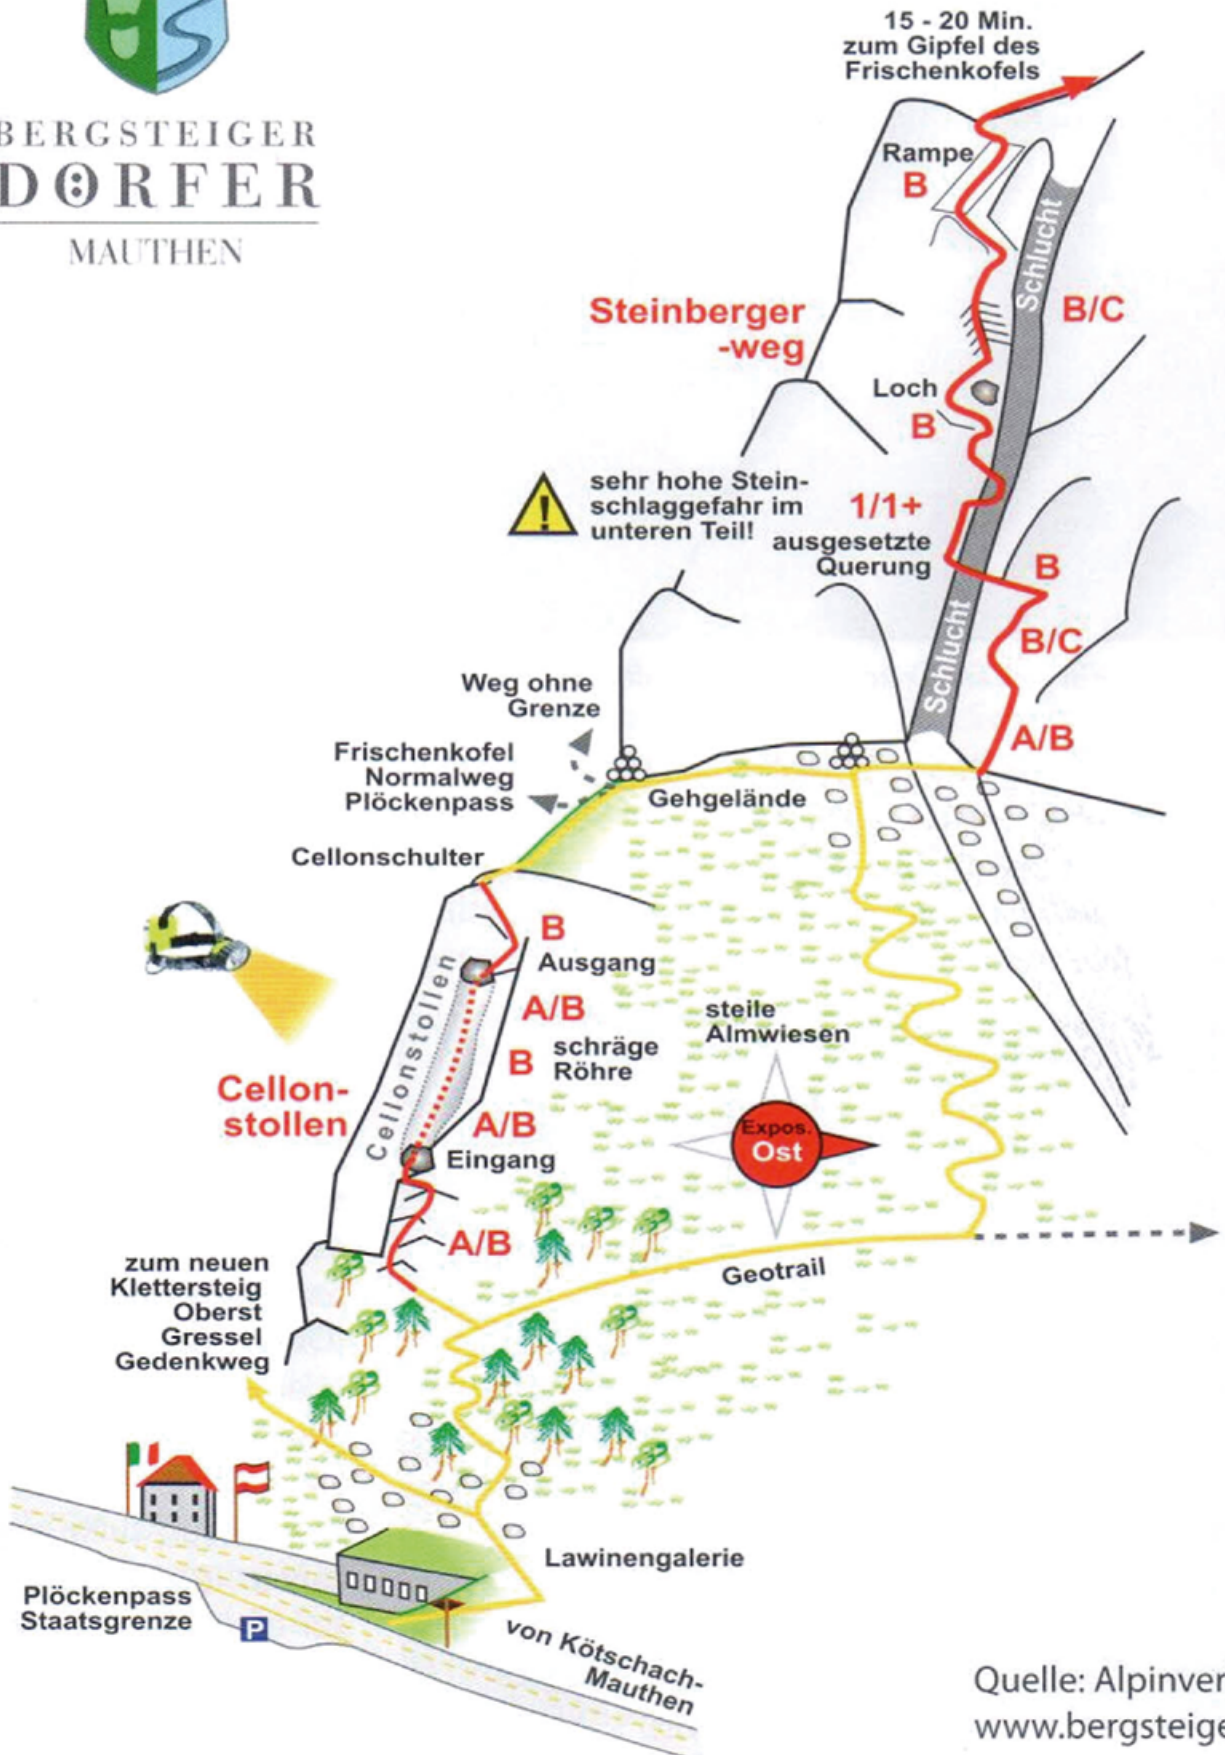 BERGSTEIGER
DÖRFER
MAUTHEN
15 - 20 Min.
zum Gipfel des
Frischenkofels
Rampe
B
Schlucht
Steinberger
-weg
B/C
Loch
B
sehr hohe Stein-
schlaggefahr im
unteren Teil!
1/1+
ausgesetzte
Querung
B
B/C
Schlucht
A/B
Weg ohne
Grenze
Frischenkofel
Normalweg
Plöckenpass
Gehgelände
Cellonschulter
B
Ausgang
Cellonstollen
A/B
B
schräge
Röhre
steile
Almwiesen
Cellon-
stollen
A/B
Eingang
Expos.
Ost
A/B
zum neuen
Klettersteig
Oberst
Gressel
Gedenkweg
Geotrail
Lawinengalerie
Plöckenpass
Staatsgrenze
P
von Kötschach-
Mauthen
Quelle: Alpinver
www.bergsteige